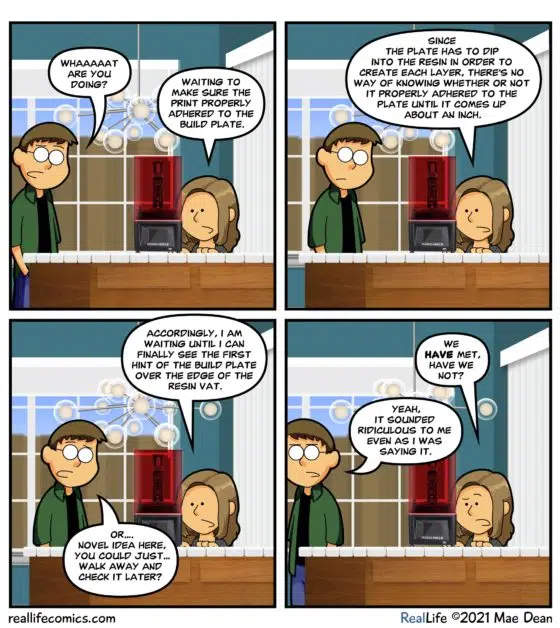 WHAAAAAT
ARE YOU
DOING?
WAITING TO
MAKE SURE THE
PRINT PROPERLY
ADHERED TO THE
BUILD PLATE.
SINCE
THE PLATE HAS TO DIP
INTO THE RESIN IN ORDER TO
CREATE EACH LAYER, THERE'S NO
WAY OF KNOWING WHETHER OR NOT
IT PROPERLY ADHERED TO THE
PLATE UNTIL IT COMES UP
ABOUT AN INCH.
ACCORDINGLY, I AM
WAITING UNTIL I CAN
FINALLY SEE THE FIRST
HINT OF THE BUILD PLATE
OVER THE EDGE OF THE
RESIN VAT.
OR....
NOVEL IDEA HERE,
YOU COULD JUST...
WALK AWAY AND
CHECK IT LATER?
WE
HAVE MET,
HAVE WE
NOT?
YEAH,
IT SOUNDED
RIDICULOUS TO ME
EVEN AS I WAS
SAYING IT.
reallifecomics.com
RealLife ©2021 Mae Dean